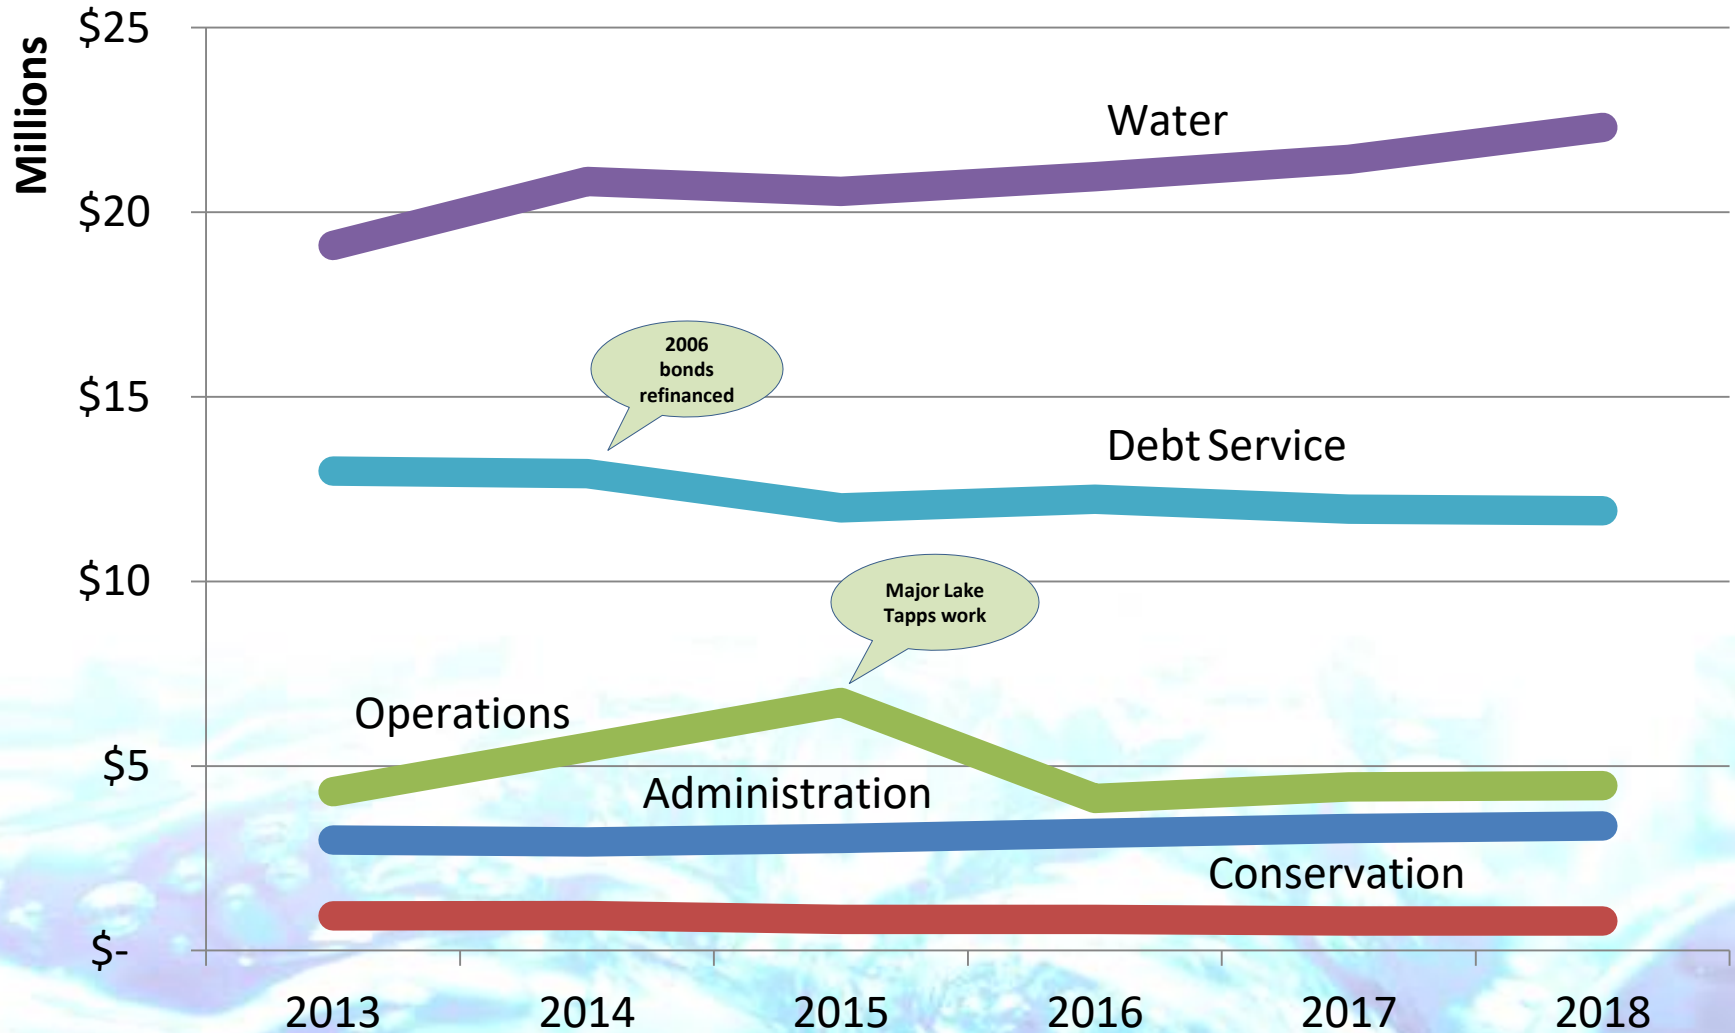 Millions
$25
$20
$15
$10
$5
$-
Water
2006
bonds
refinanced
Debt Service
Major Lake
Tapps work
Operations
Administration
Conservation
2013 2014 2015 2016 2017 2018